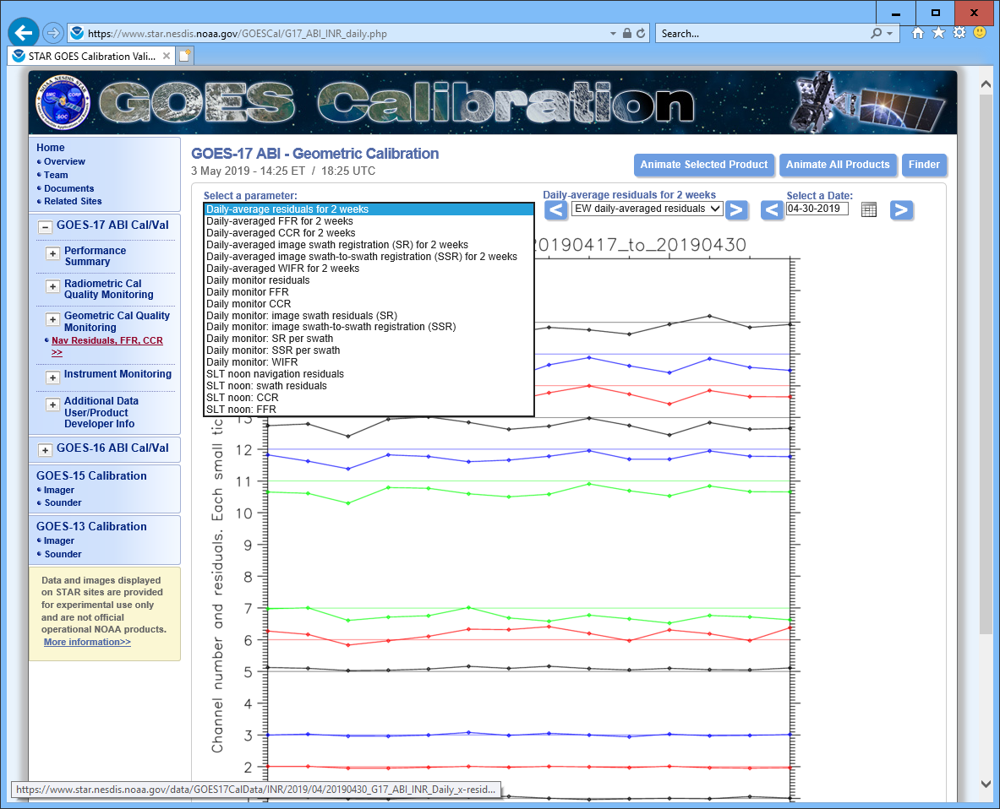 https://www.star.nesdis.noaa.gov/GOESCal/G17_ABI_INR_daily.php
Search...
STAR GOES Calibration Vali...
GOES Calibration
Home
Overview
Team
Documents
Related Sites
GOES-17 ABI Cal/Val
Performance
Summary
Radiometric Cal
Quality Monitoring
Geometric Cal Quality
Monitoring
Nav Residuals, FFR, CCR
>>
Instrument Monitoring
Additional Data
User/Product
Developer Info
GOES-16 ABI Cal/Val
GOES-15 Calibration
Imager
Sounder
GOES-13 Calibration
Imager
Sounder
Data and images displayed
on STAR sites are provided
for experimental use only
and are not official
operational NOAA products.
More information>>
GOES-17 ABI - Geometric Calibration
3 May 2019 - 14:25 ET / 18:25 UTC
Animate Selected Product
Animate All Products
Finder
Select a parameter:
Daily-average residuals for 2 weeks
Daily-averaged FFR for 2 weeks
Daily-averaged CCR for 2 weeks
Daily-averaged image swath registration (SR) for 2 weeks
Daily-averaged image swath-to-swath registration (SSR) for 2 weeks
Daily-averaged WIFR for 2 weeks
Daily monitor residuals
Daily monitor FFR
Daily monitor CCR
Daily monitor: image swath residuals (SR)
Daily monitor: image swath-to-swath registration (SSR)
Daily monitor: SR per swath
Daily monitor: SSR per swath
Daily monitor: WIFR
SLT noon navigation residuals
SLT noon: swath residuals
SLT noon: CCR
SLT noon: FFR
Daily-average residuals for 2 weeks
< EW daily-averaged residuals >
Select a Date:
< 04-30-2019 >
20190417_to_20190430
Channel number and residuals. Each small tic
13
12
11
10
9
8
7
6
5
4
3
2
https://www.star.nesdis.noaa.gov/data/GOES17CalData/INR/2019/04/20190430_G17_ABI_INR_Daily_x-resid...